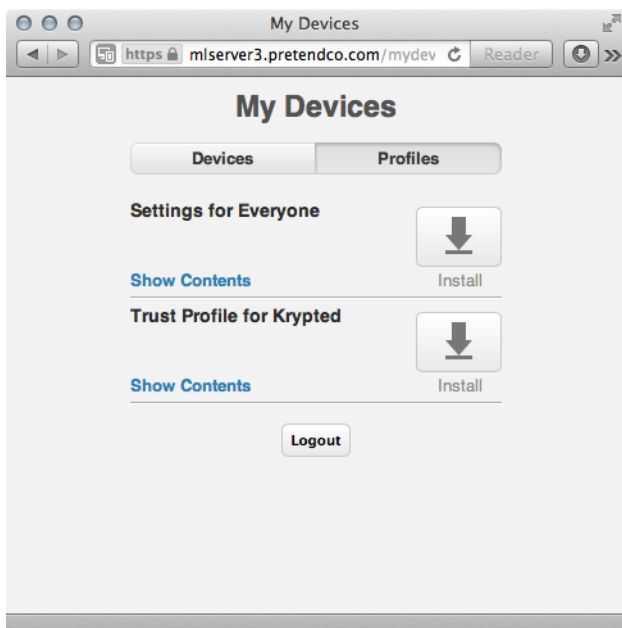 My Devices
https mlserver3.pretendco.com/mydev Reader
My Devices
Devices Profiles
Settings for Everyone
Show Contents Install
Trust Profile for Krypted
Show Contents Install
Logout